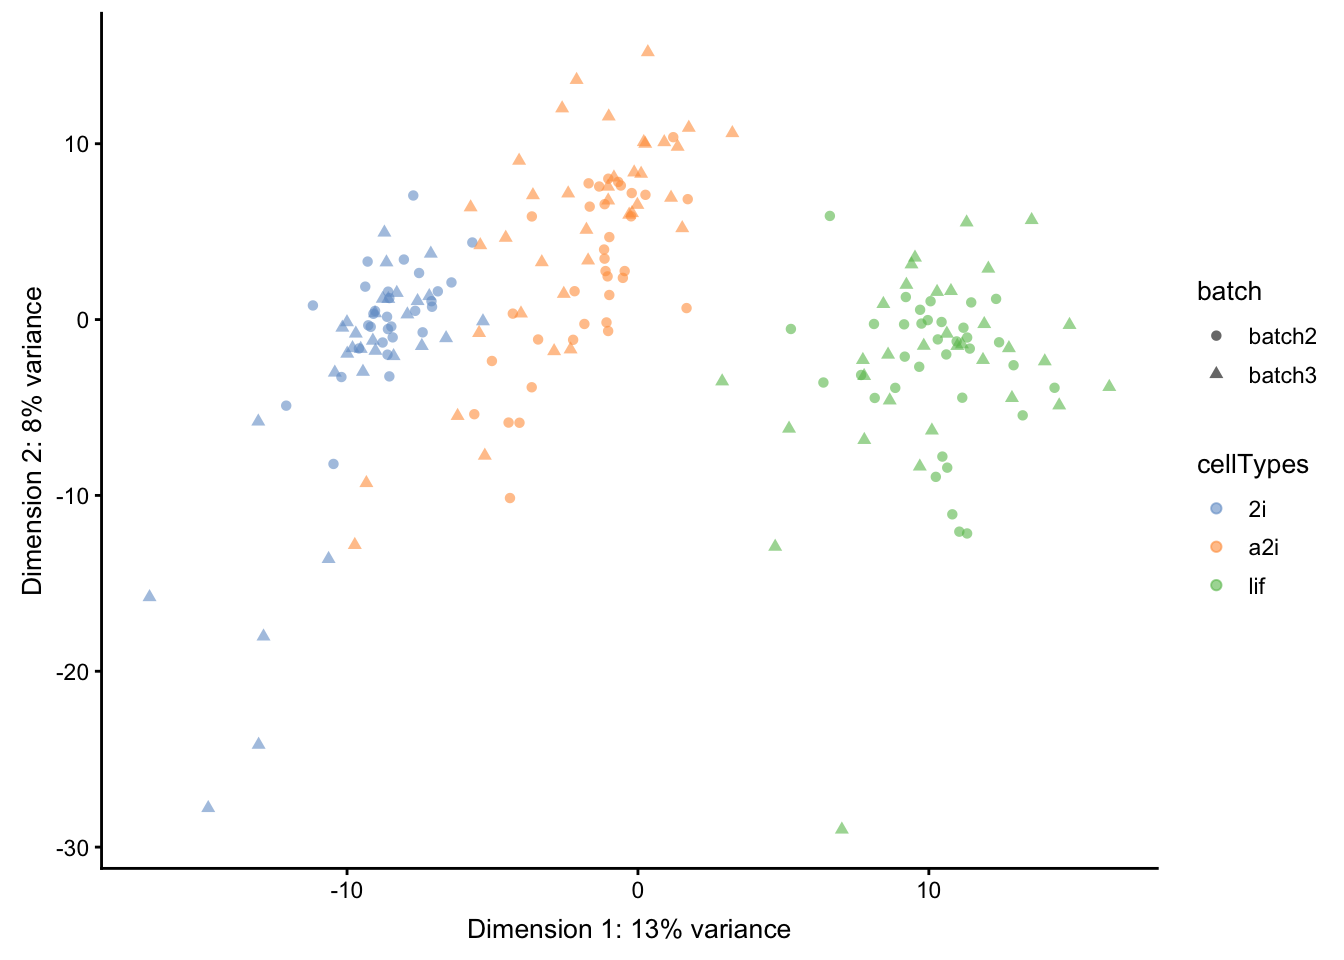 10
0
-10
-20
-30
Dimension 2: 8% variance
-10
0
10
Dimension 1: 13% variance
batch
batch2
batch3
cellTypes
2i
a2i
lif